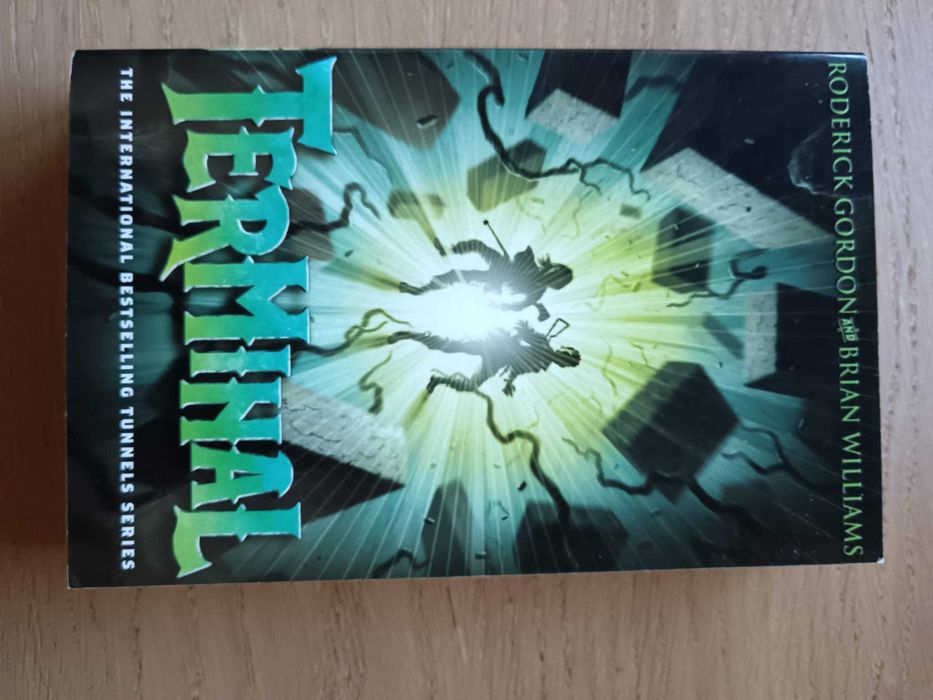 RODERICK GORDON AND BRIAN WILLIAMS
TERMINAL
THE INTERNATIONAL BESTSELLING TUNNELS SERIES